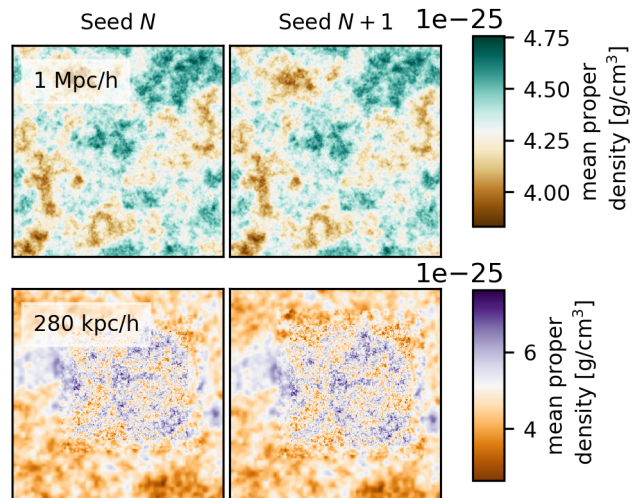 Seed N
Seed N + 1
1e−25
1 Mpc/h
4.75
4.50
4.25
4.00
mean proper
density [g/cm³]
1e−25
280 kpc/h
6
4
mean proper
density [g/cm³]